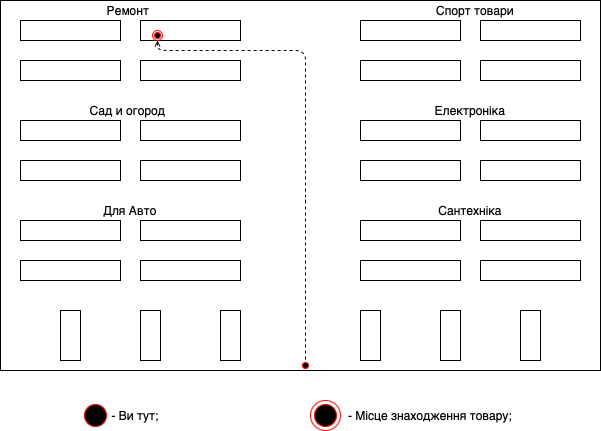 Ремонт
Спорт товари
Сад и огород
Електроніка
Для Авто
Сантехніка
- Ви тут;
- Місце знаходження товару;